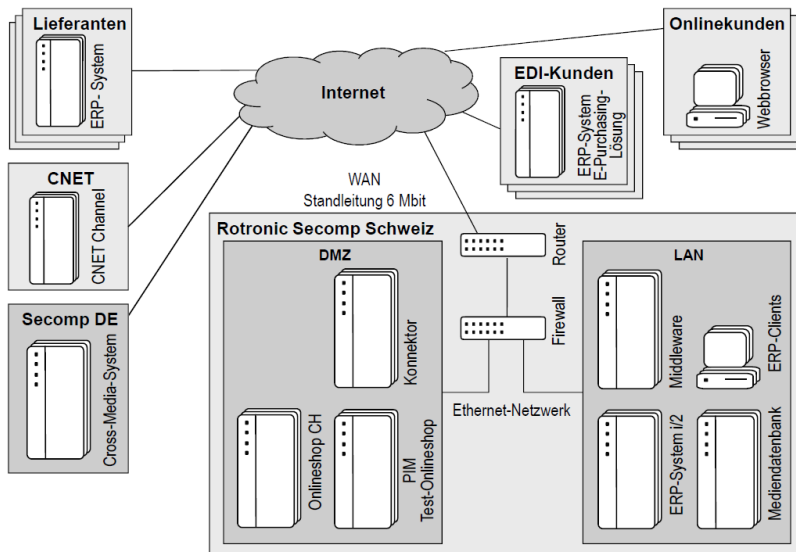 Lieferanten
ERP - System
Internet
Onlinekunden
Webbrowser
EDI-Kunden
ERP-System
E-Purchasing-
Lösung
CNET
CNET Channel
WAN
Standleitung 6 Mbit
Secomp DE
Cross-Media-System
Rotronic Secomp Schweiz
Router
Firewall
Ethernet-Netzwerk
DMZ
Konnektor
Onlineshop CH
PIM
Test-Onlineshop
LAN
Middleware
ERP-Clients
ERP-System i/2
Mediendatenbank